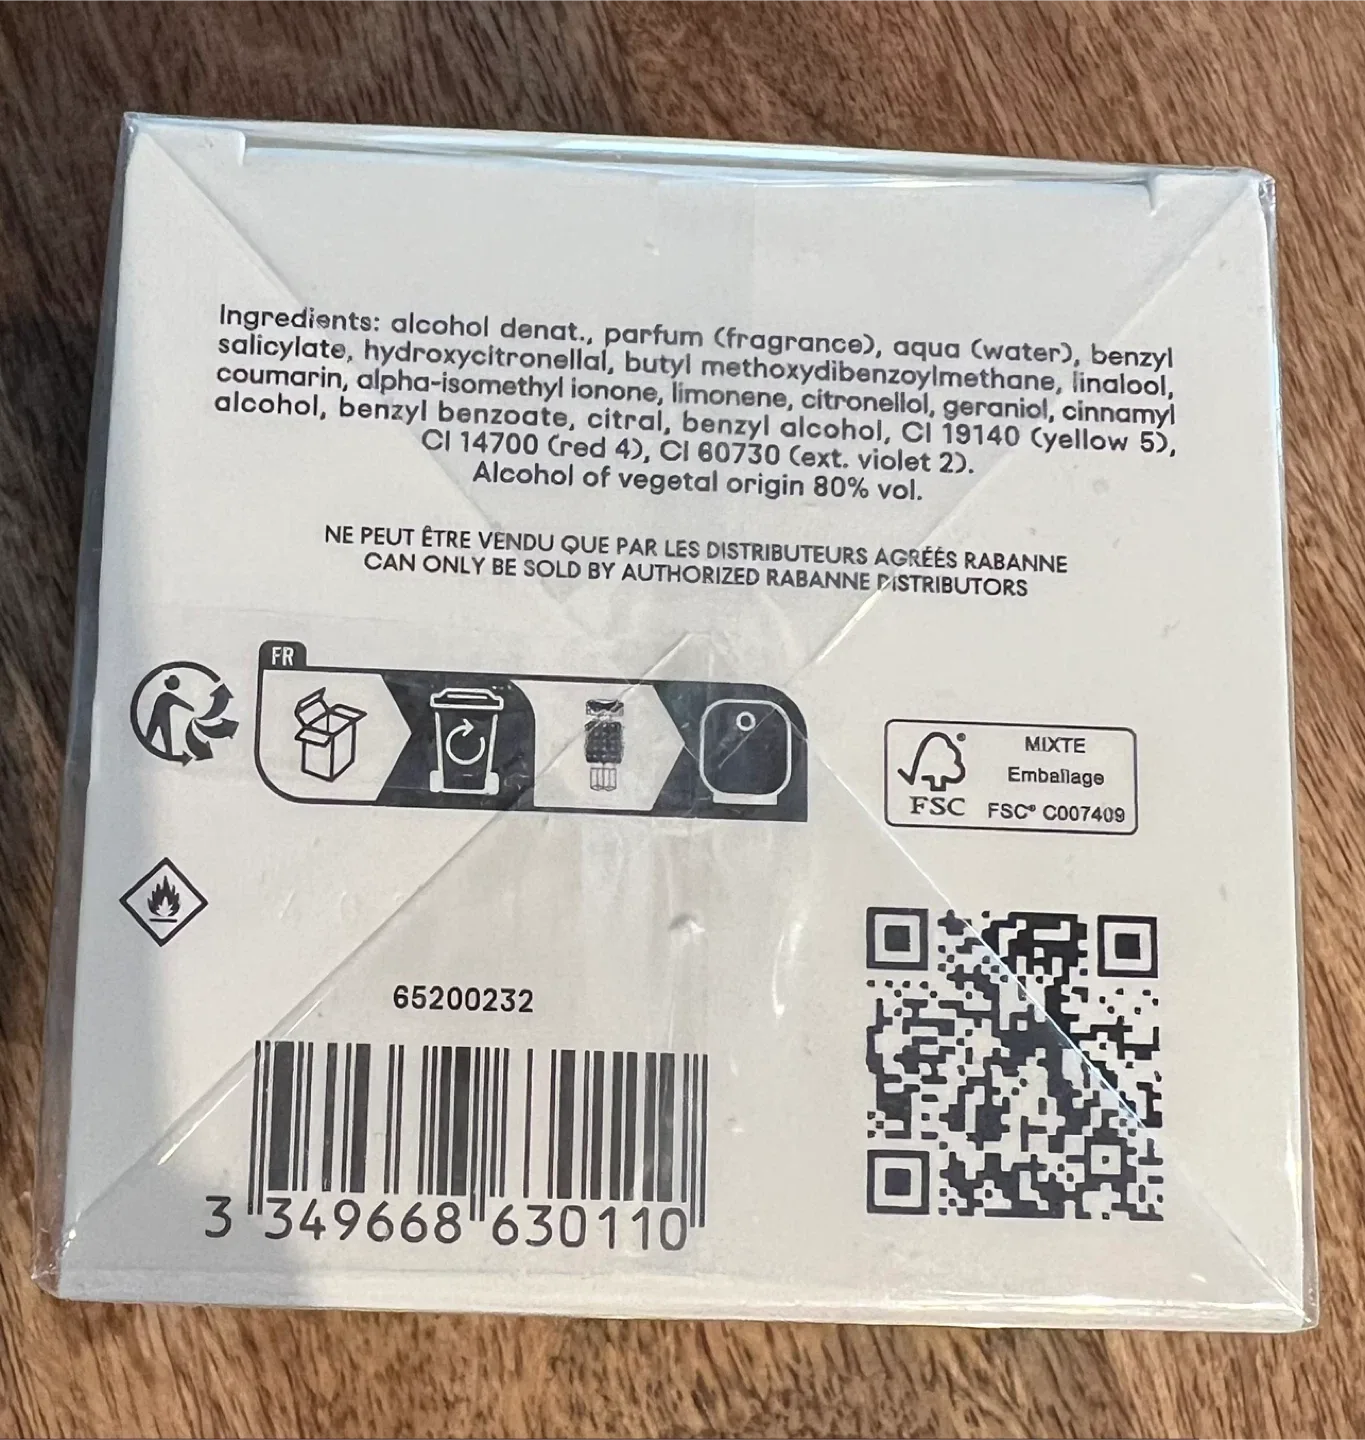 Ingredients: alcohol denat., parfum (fragrance), aqua (water), benzyl
salicylate, hydroxycitronellal, butyl methoxydibenzoylmethane, linalool,
coumarin, alpha-isomethyl ionone, limonene, citronellol, geraniol, cinnamyl
alcohol, benzyl benzoate, citral, benzyl alcohol, CI 19140 (yellow 5),
CI 14700 (red 4), CI 60730 (ext. violet 2).
Alcohol of vegetal origin 80% vol.
NE PEUT ÊTRE VENDU QUE PAR LES DISTRIBUTEURS AGRÉÉS RABANNE
CAN ONLY BE SOLD BY AUTHORIZED RABANNE DISTRIBUTORS
FR
FSC®
MIXTE
Emballage
FSC® C007409
65200232
3 349668 630110